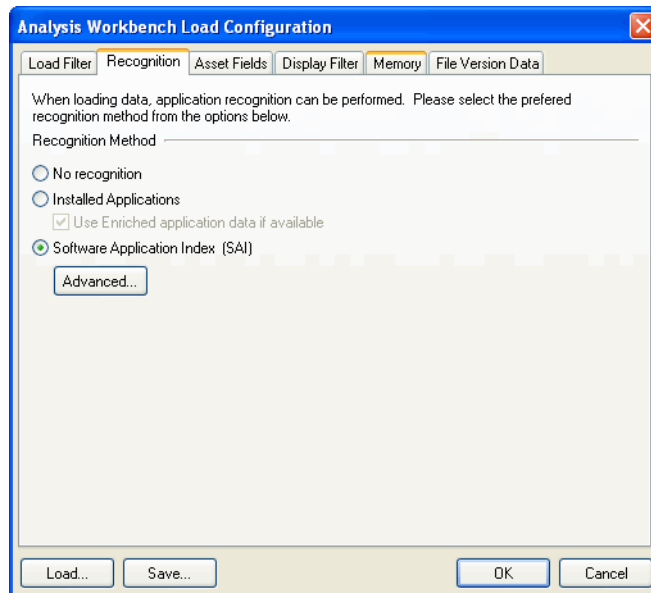 Analysis Workbench Load Configuration
Load Filter Recognition Asset Fields Display Filter Memory File Version Data
When loading data, application recognition can be performed. Please select the prefered
recognition method from the options below.
Recognition Method
No recognition
Installed Applications
Use Enriched application data if available
Software Application Index (SAI)
Advanced...
Load... Save... OK Cancel